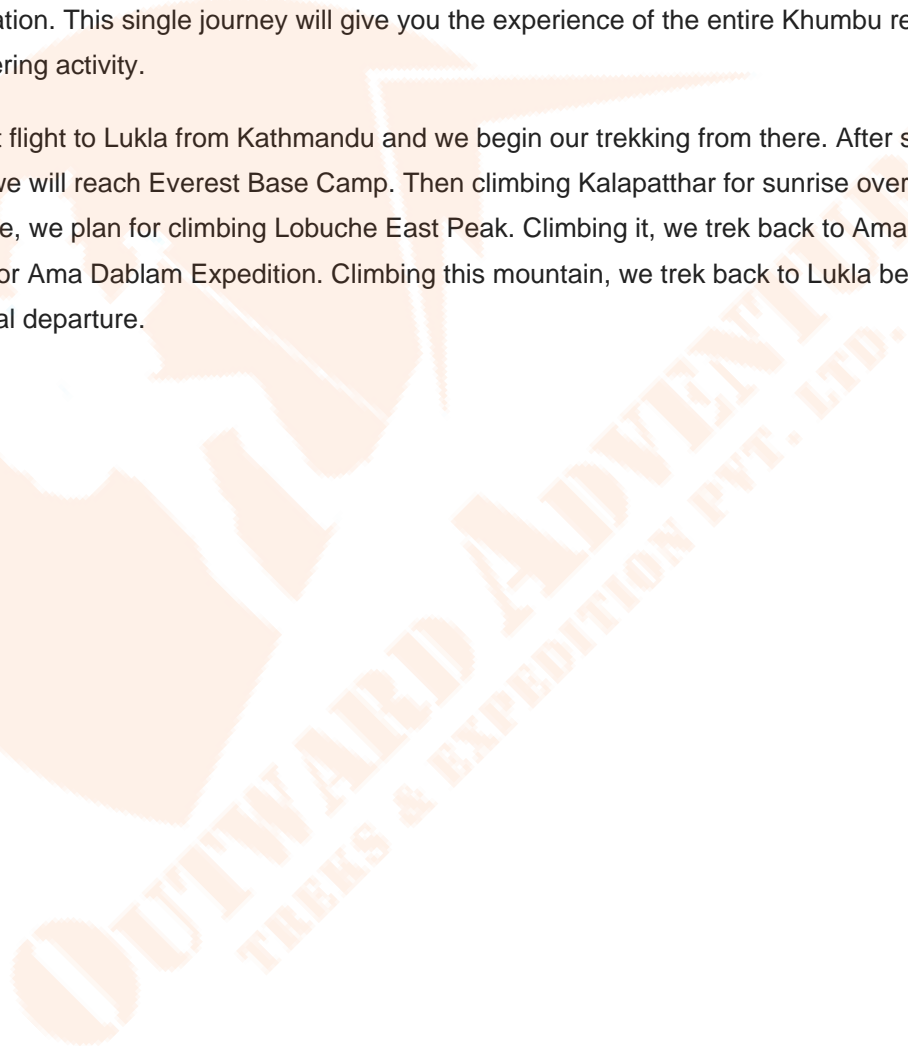 ation. This single journey will give you the experience of the entire Khumbu re
ering activity.
t flight to Lukla from Kathmandu and we begin our trekking from there. After s
we will reach Everest Base Camp. Then climbing Kalapatthar for sunrise over
e, we plan for climbing Lobuche East Peak. Climbing it, we trek back to Ama
or Ama Dablam Expedition. Climbing this mountain, we trek back to Lukla be
al departure.
OUTWARD ADVENTUR
TREKS & EXPEDITION PVT. LTD.